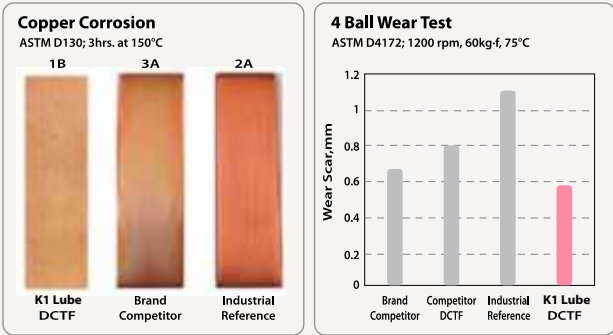 Copper Corrosion
ASTM D130; 3hrs. at 150°C
1B
3A
2A
K1 Lube
DCTF
Brand
Competitor
Industrial
Reference
4 Ball Wear Test
ASTM D4172; 1200 rpm, 60kg·f, 75°C
Wear Scar,mm
1.2
1
0.8
0.6
0.4
0.2
0
Brand
Competitor
Competitor
DCTF
Industrial
Reference
K1 Lube
DCTF